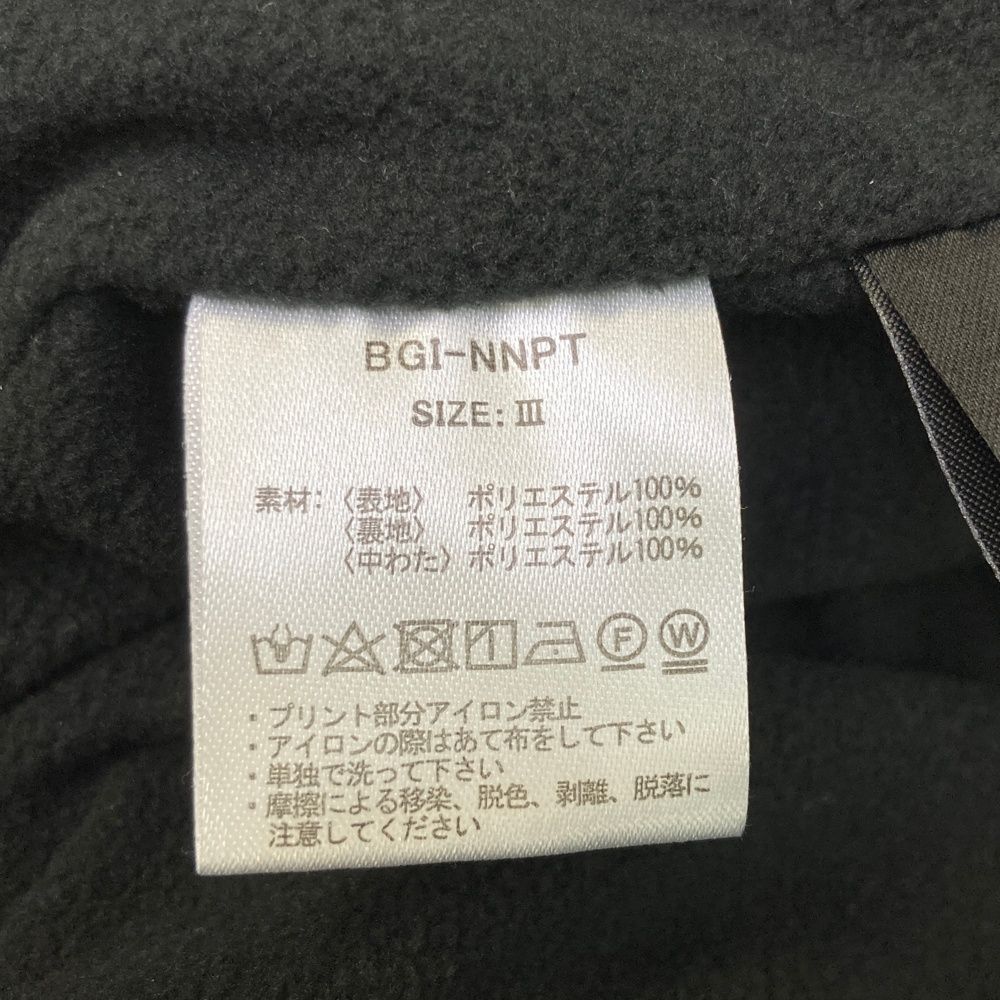 BGI-NNPT
SIZE: Ⅲ
素材:〈表地〉 ポリエステル100%
〈裏地〉 ポリエステル100%
〈中わた〉ポリエステル100%
F W
・プリント部分アイロン禁止
・アイロンの際はあて布をして下さい
・単独で洗って下さい
・摩擦による移染、脱色、剥離、脱落に
注意してください